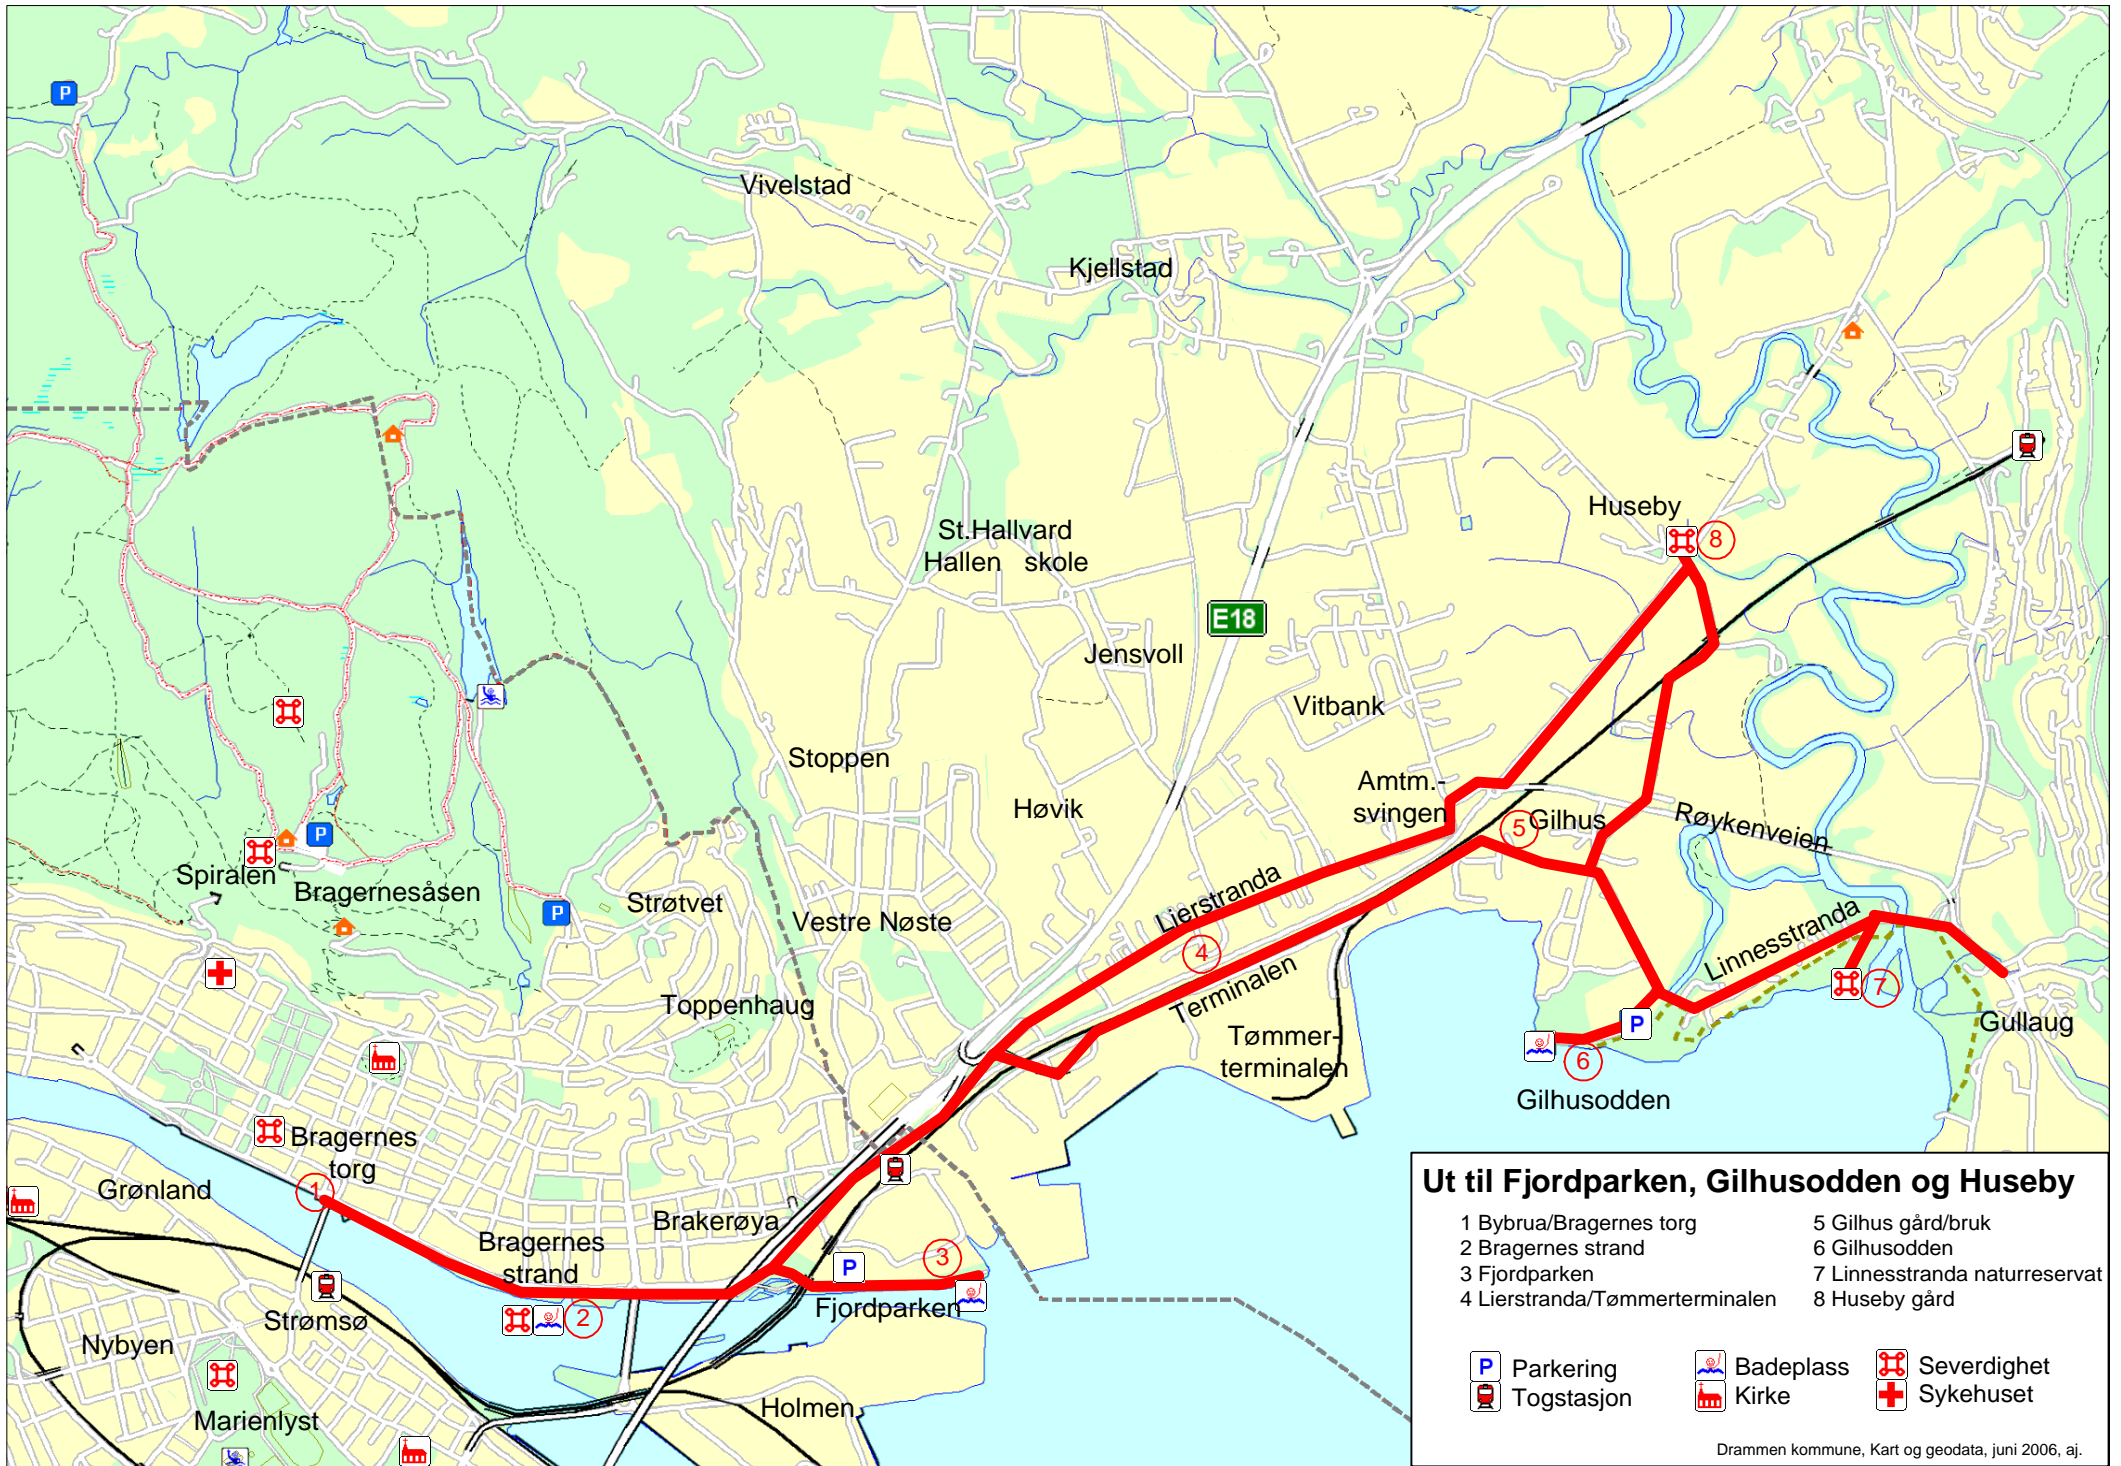 P
Vivelstad
Kjellstad
Huseby
8
St.Hallvard
Hallen skole
E18
Jensvoll
Vitbank
Stoppen
Høvik
Amtm.-
svingen
5
Gilhus
Røykenveien
P
Spiralen
Bragernesåsen
P
Strøtvet
Vestre Nøste
Lierstranda
4
Terminalen
Linnesstranda
7
Toppenhaug
Tømmer-
terminalen
P
6
Gilhusodden
Gullaug
Bragernes
torg
1
Grønland
Brakerøya
Bragernes
strand
2
P
3
Fjordparken
Strømsø
Nybyen
Marienlyst
Holmen
Ut til Fjordparken, Gilhusodden og Huseby
1 Bybrua/Bragernes torg
2 Bragernes strand
3 Fjordparken
4 Lierstranda/Tømmerterminalen
5 Gilhus gård/bruk
6 Gilhusodden
7 Linnesstranda naturreservat
8 Huseby gård
P Parkering
Togstasjon
Badeplass
Kirke
Severdighet
Sykehuset
Drammen kommune, Kart og geodata, juni 2006, aj.